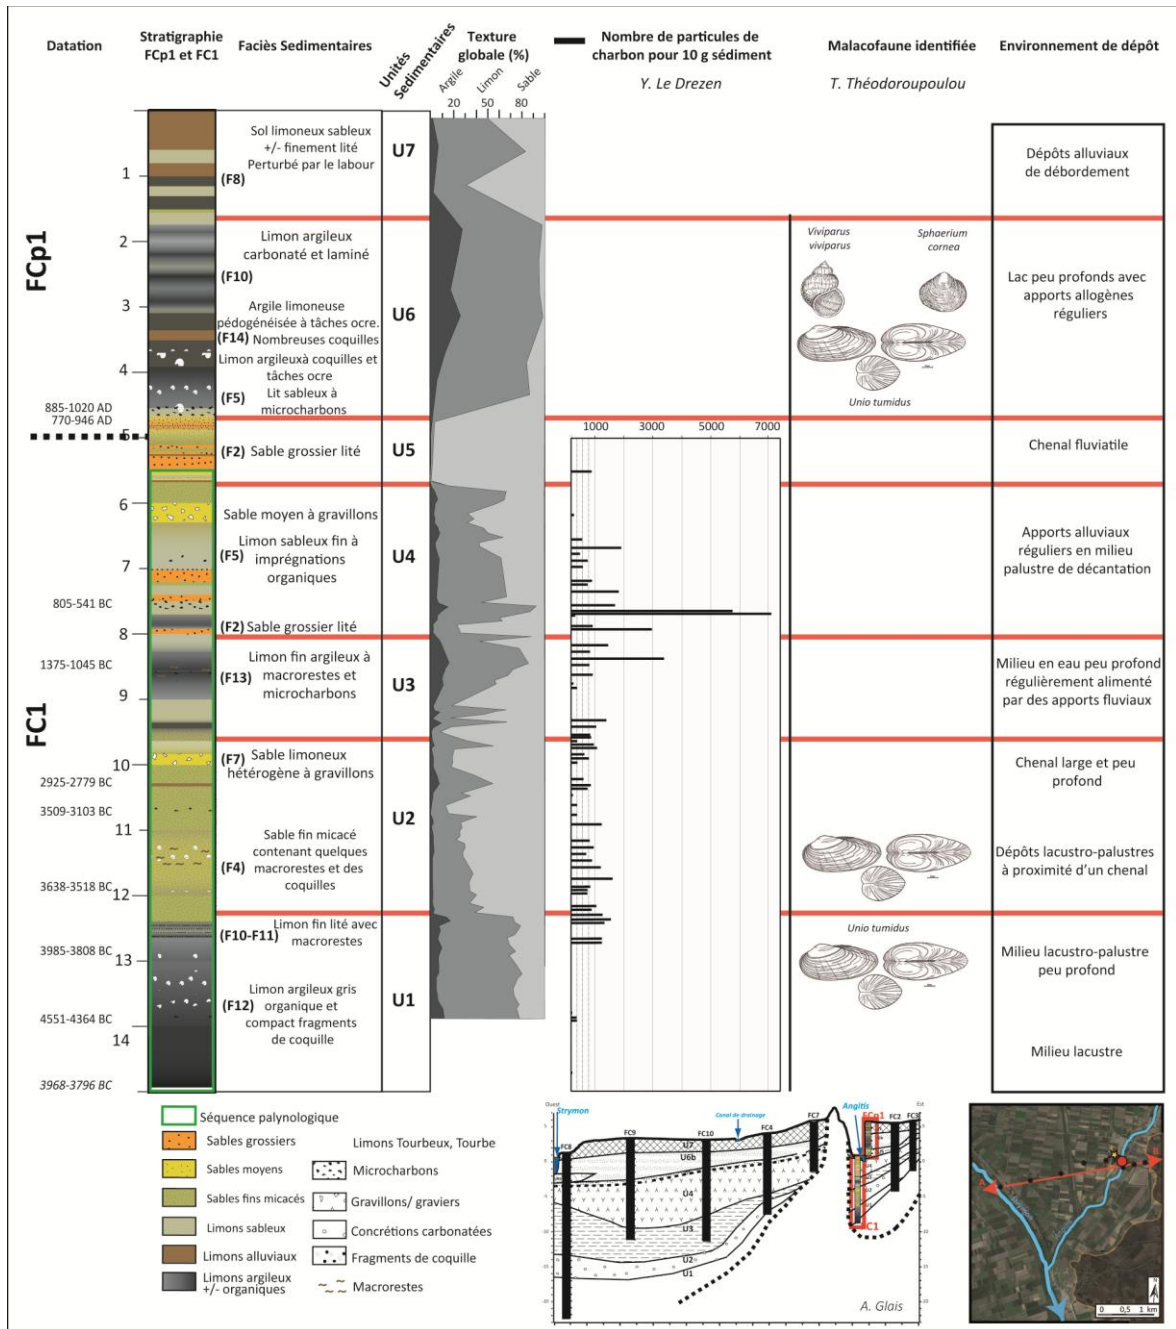 Datation
Stratigraphie
FCp1 et FC1
Faciès Sedimentaires
Unités
Sedimentaires
Texture
globale (%)
Argile
Limon
Sable
20 50 80
Nombre de particules de
charbon pour 10 g sédiment
Y. Le Drezen
Malacofaune identifiée
T. Théodoroupoulou
Environnement de dépôt
FCp1
FC1
1
2
3
4
5
6
7
8
9
10
11
12
13
14
885-1020 AD
770-946 AD
805-541 BC
1375-1045 BC
2925-2779 BC
3509-3103 BC
3638-3518 BC
3985-3808 BC
4551-4364 BC
3968-3796 BC
Sol limoneux sableux
+/- finement lité
Perturbé par le labour
(F8)
U7
Dépôts alluviaux
de débordement
Limon argileux
carbonaté et laminé
(F10)
Argile limoneuse
pédogénéisée à tâches ocre.
(F14) Nombreuses coquilles
Limon argileuxà coquilles et
tâches ocre
(F5) Lit sableux à
microcharbons
U6
Viviparus
viviparus
Sphaerium
cornea
Unio tumidus
Lac peu profonds avec
apports allogènes
réguliers
(F2) Sable grossier lité
U5
1000 3000 5000 7000
Chenal fluviatile
Sable moyen à gravillons
(F5) Limon sableux fin à
imprégnations
organiques
(F2) Sable grossier lité
U4
Apports alluviaux
réguliers en milieu
palustre de décantation
Limon fin argileux à
(F13) macrorestes et
microcharbons
U3
Milieu en eau peu profond
régulièrement alimenté
par des apports fluviaux
(F7) Sable limoneux
hétérogène à gravillons
Sable fin micacé
contenant quelques
(F4) macrorestes et des
coquilles
U2
Chenal large et peu
profond
Dépôts lacustro-palustres
à proximité d'un chenal
(F10-F11) Limon fin lité avec
macrorestes
Limon argileux gris
(F12) organique et
compact fragments
de coquille
U1
Unio tumidus
Milieu lacustro-palustre
peu profond
Milieu lacustre
Séquence palynologique
Sables grossiers
Sables moyens
Sables fins micacés
Limons sableux
Limons alluviaux
Limons argileux
+/- organiques
Limons Tourbeux, Tourbe
Microcharbons
Gravillons/ graviers
Concrétions carbonatées
Fragments de coquille
Macrorestes
Ouest
Strymon
Canal de drainage
Angitis
Est
FC8
FC9
FC10
FC4
FC7
FCp1
FC2
FC3
FC1
U7
U6b
U4
U3
U2
U1
A. Glais
A
B
N
0 0,5 1 km